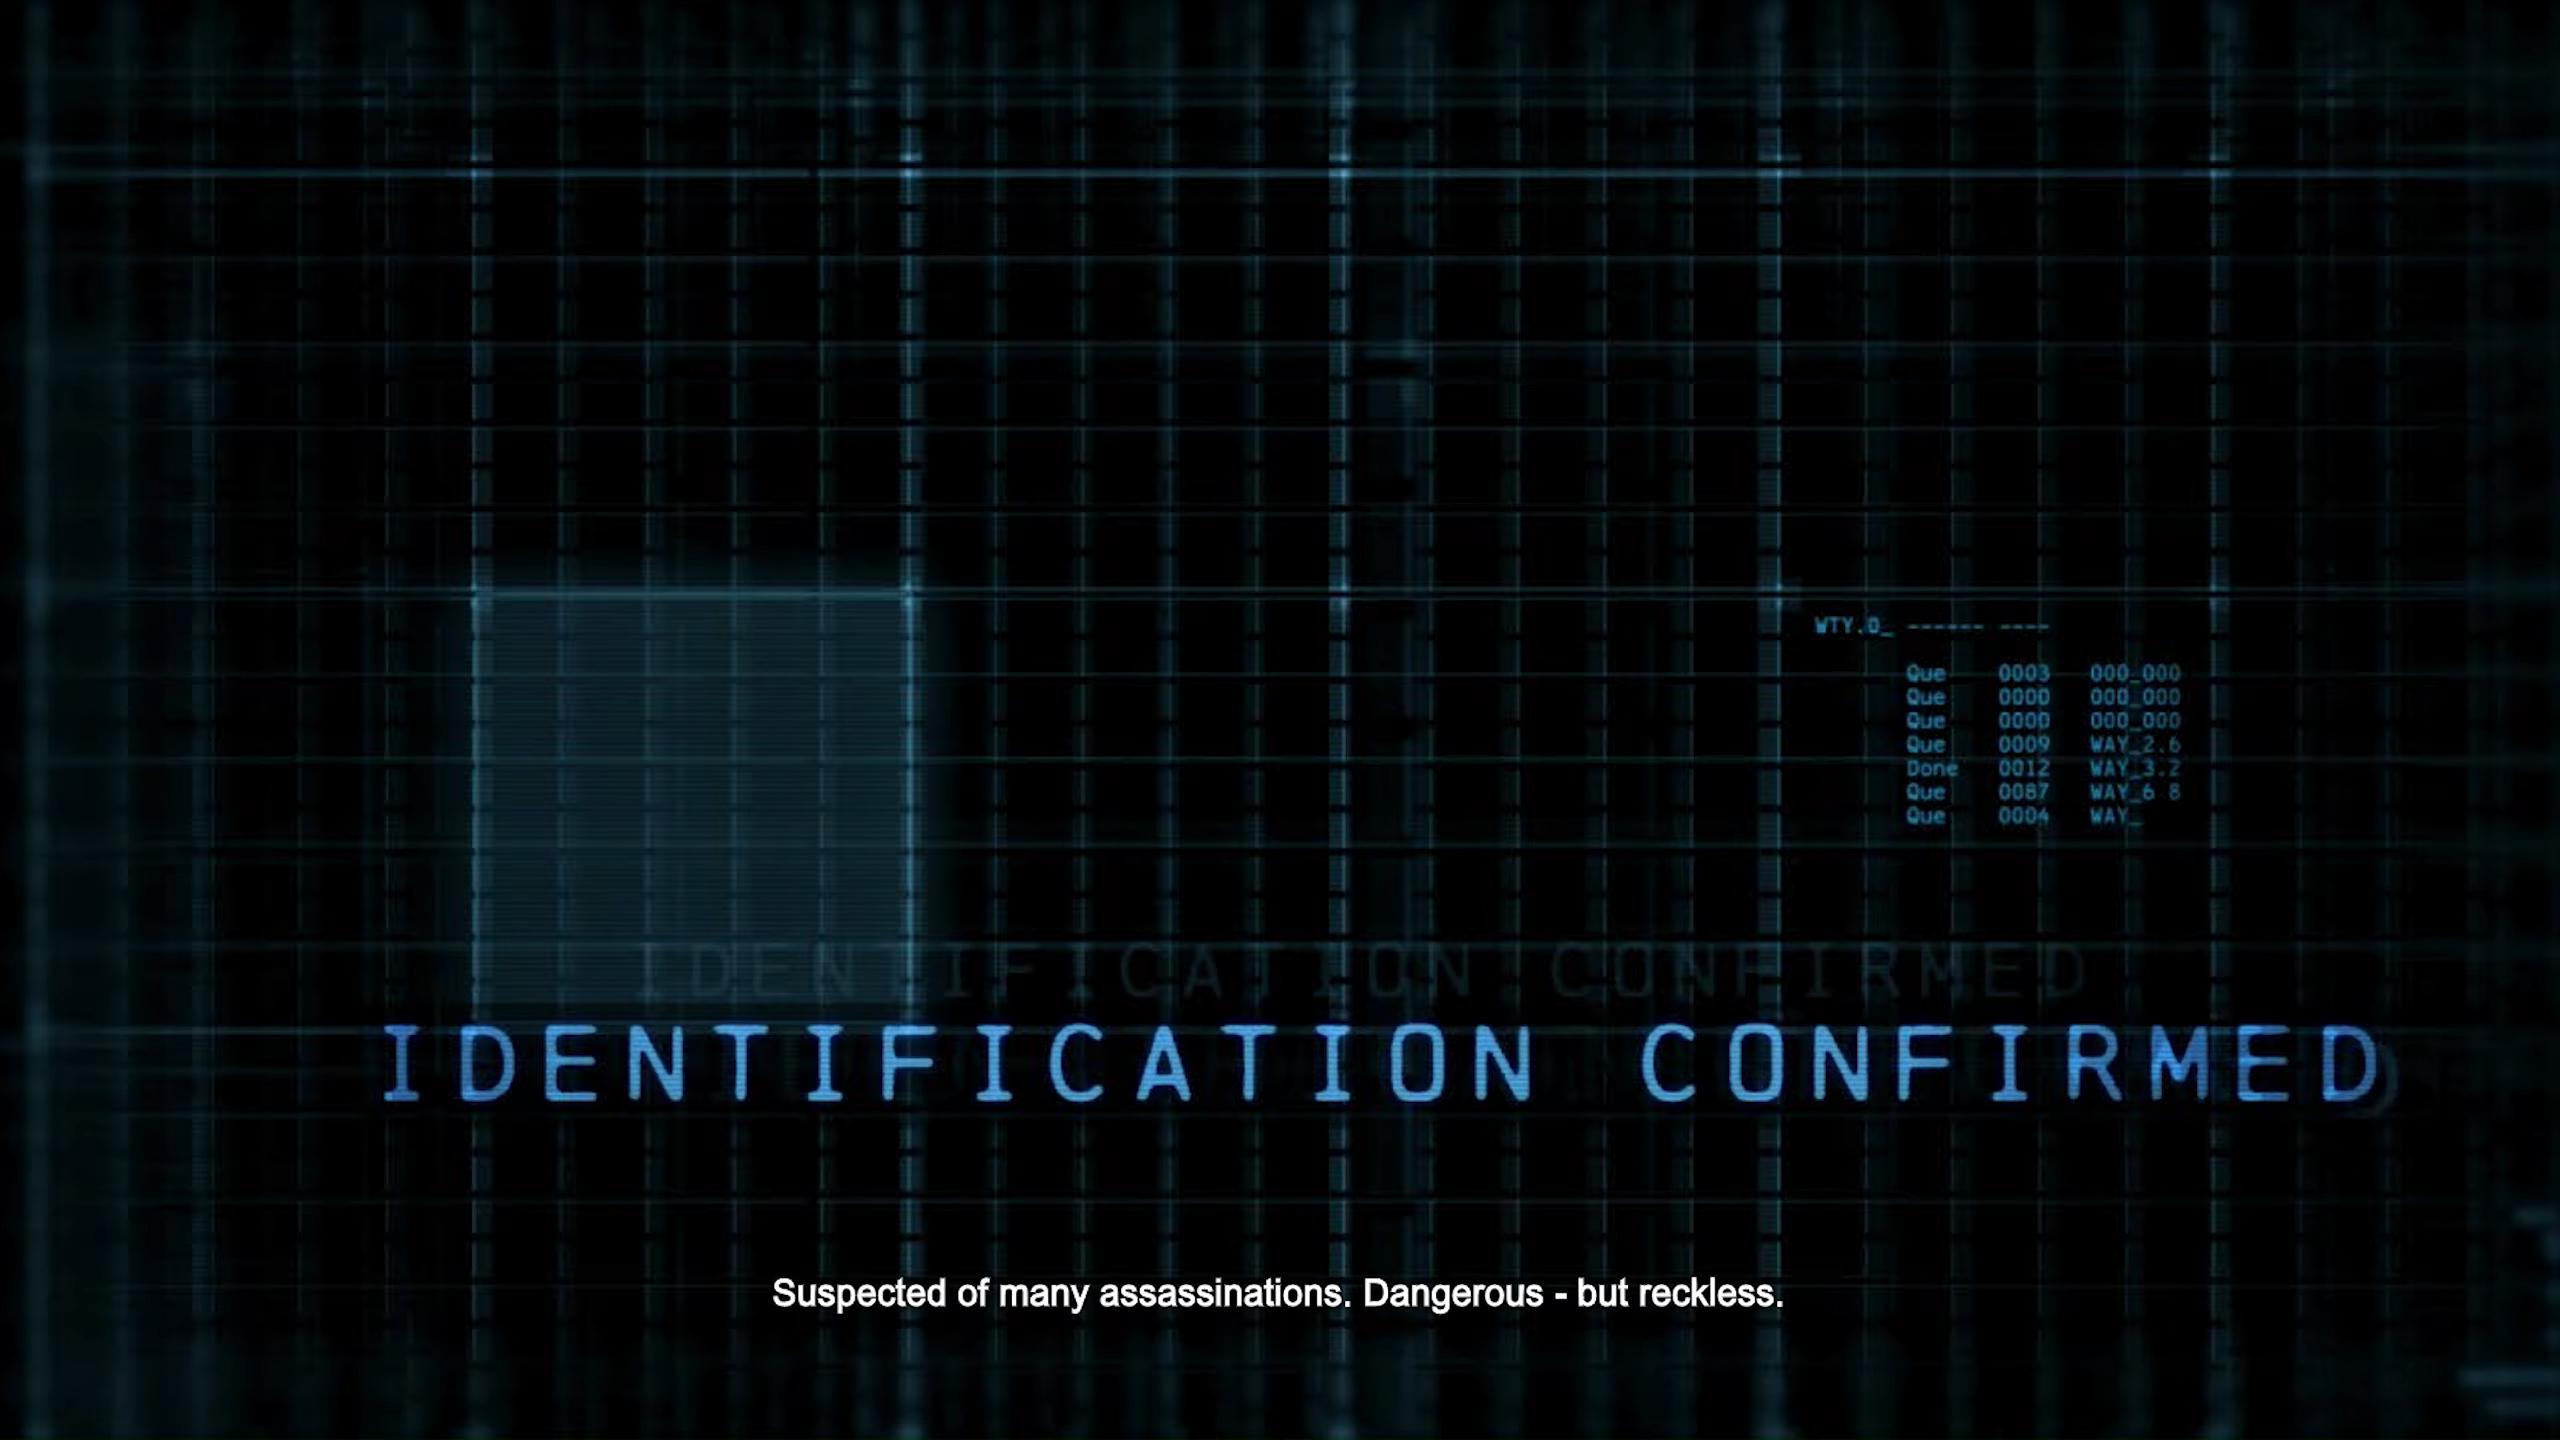 WTY.0_ ------ ----
Que 0003 000_000
Que 0000 000_000
Que 0000 000_000
Que 0009 WAY_2.6
Done 0012 WAY_3.2
Que 0087 WAY_6 8
Que 0004 WAY_
IDENTIFICATION CONFIRMED
IDENTIFICATION CONFIRMED
Suspected of many assassinations. Dangerous - but reckless.